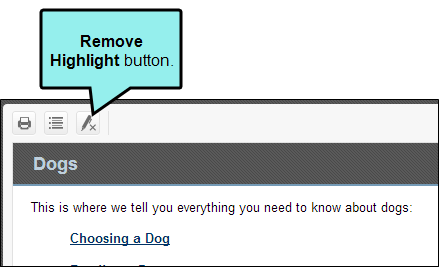 Remove
Highlight button.
Dogs
This is where we tell you everything you need to know about dogs:
Choosing a Dog